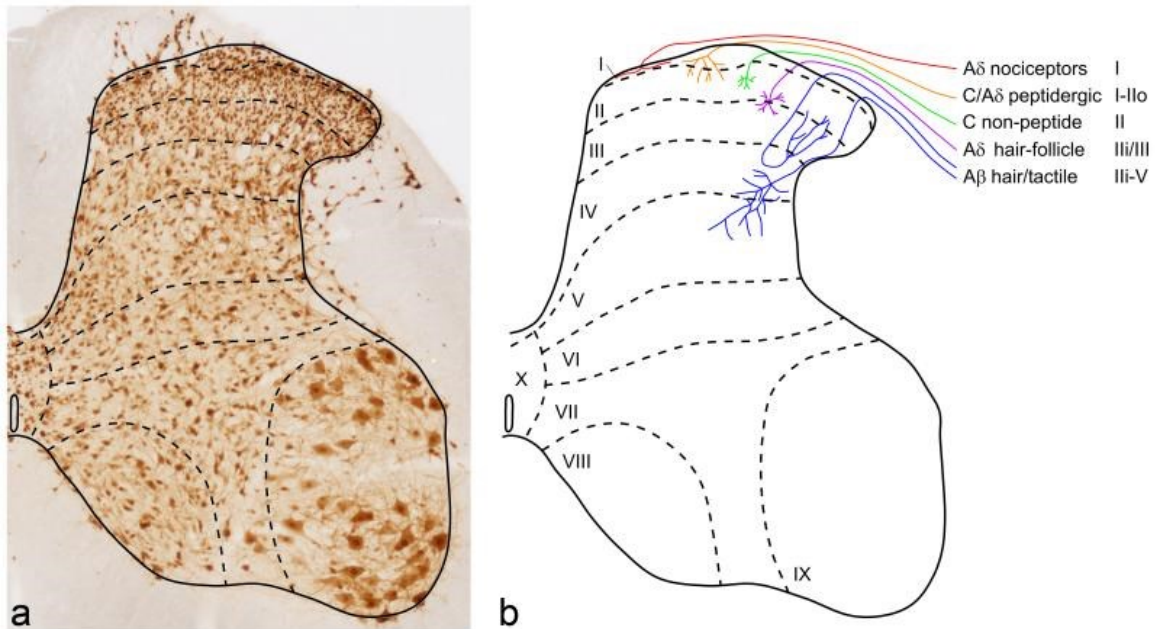 a
b
I
II
III
IV
V
VI
X
VII
VIII
IX
Aδ nociceptors I
C/Aδ peptidergic I-IIo
C non-peptide II
Aδ hair-follicle IIi/III
Aβ hair/tactile IIi-V